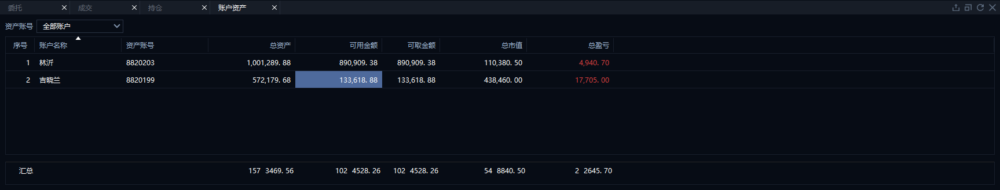 委托 成交 持仓 账户资产
资产账号 全部账户
序号 账户名称 资产账号 总资产 可用金额 可取金额 总市值 总盈亏
1 林沂 8820203 1,001,289.88 890,909.38 890,909.38 110,380.50 4,940.70
2 吉晓兰 8820199 572,179.68 133,618.88 133,618.88 438,460.00 17,705.00
汇总 157 3469.56 102 4528.26 102 4528.26 54 8840.50 2 2645.70